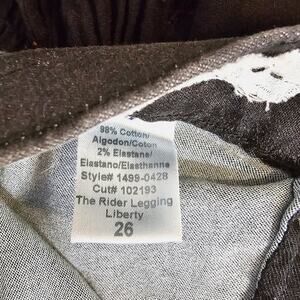 98% Cotton/
Algodon/Coton
2% Elastane/
Elastano/Elasthanne
Style# 1499-0428
Cut# 102193
The Rider Legging
Liberty
26